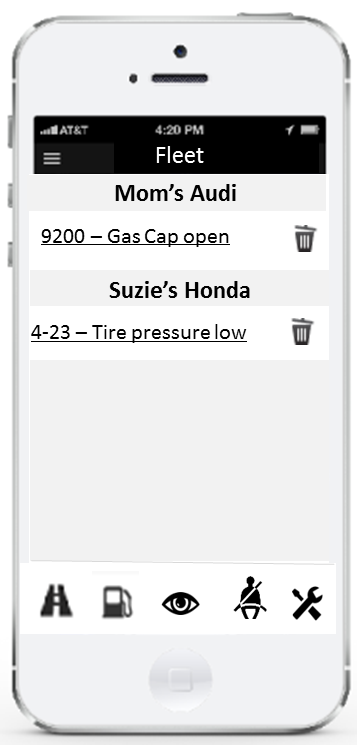 AT&T 4:20 PM
Fleet
Mom’s Audi
9200 – Gas Cap open
Suzie’s Honda
4-23 – Tire pressure low